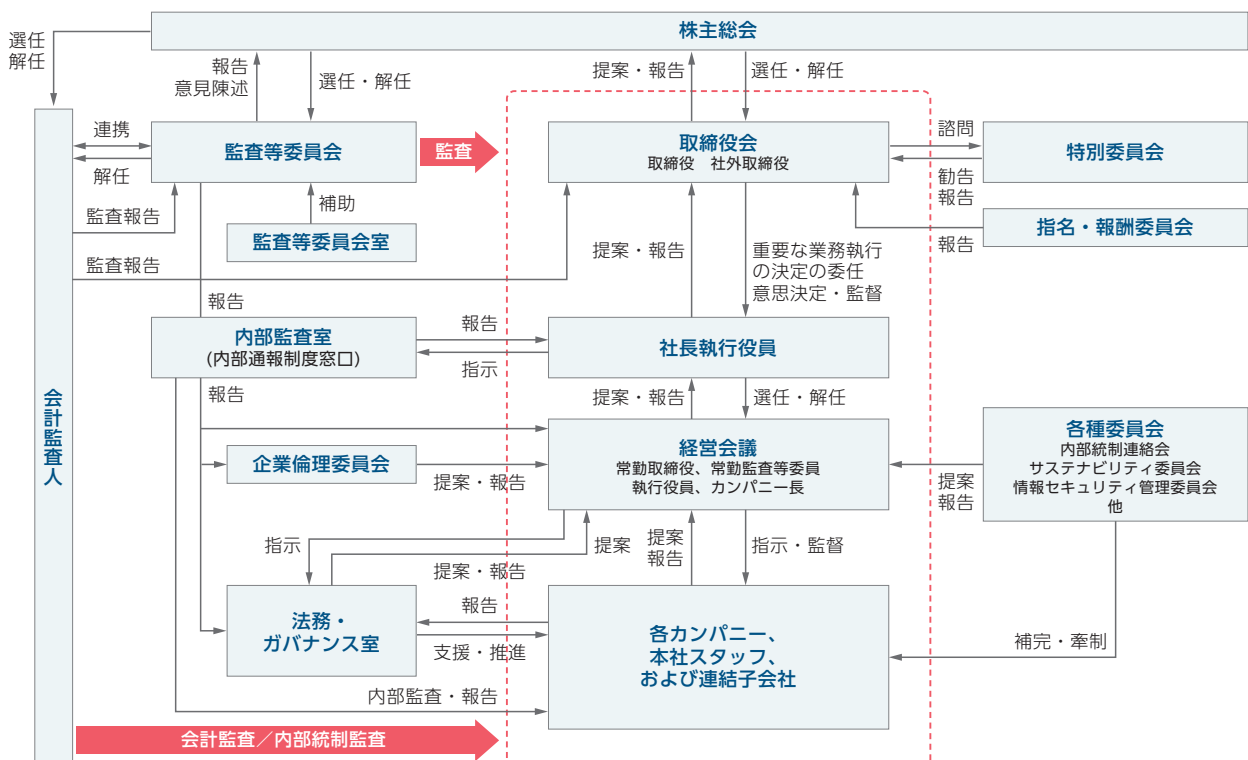 株主総会
選任
解任
報告
意見陳述
選任・解任
提案・報告
選任・解任
連携
解任
監査等委員会
監査
取締役会
取締役　社外取締役
諮問
勧告
報告
特別委員会
監査報告
補助
監査等委員会室
指名・報酬委員会
報告
監査報告
提案・報告
重要な業務執行
の決定の委任
意思決定・監督
報告
内部監査室
(内部通報制度窓口)
報告
指示
社長執行役員
報告
提案・報告
選任・解任
会計監査人
企業倫理委員会
提案・報告
経営会議
常勤取締役、常勤監査等委員
執行役員、カンパニー長
提案
報告
各種委員会
内部統制連絡会
サステナビリティ委員会
情報セキュリティ管理委員会
他
指示
提案・報告
提案
提案
報告
指示・監督
法務・
ガバナンス室
報告
支援・推進
各カンパニー、
本社スタッフ、
および連結子会社
補完・牽制
内部監査・報告
会計監査／内部統制監査